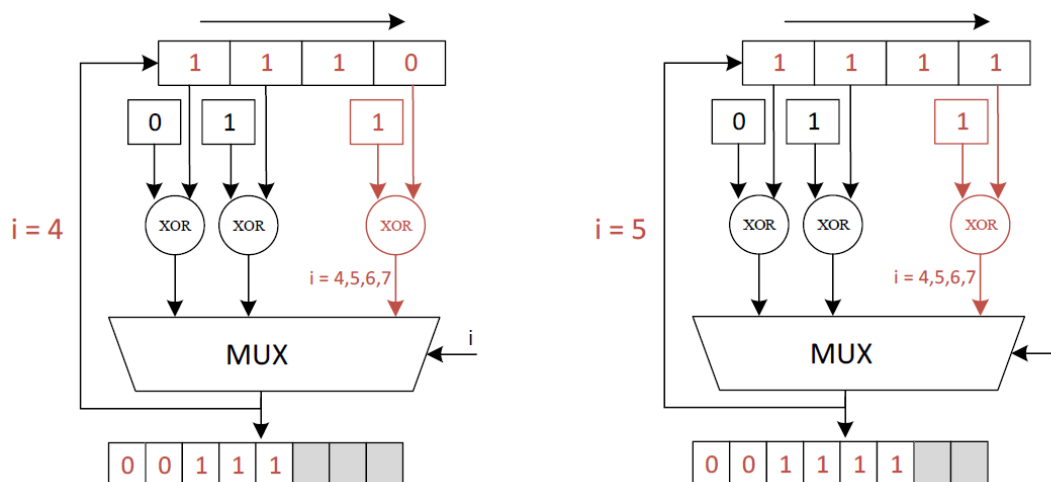 1 1 1 0
0 1 1
i = 4
XOR XOR XOR
i = 4,5,6,7
MUX
i
0 0 1 1 1
1 1 1 1
0 1 1
i = 5
XOR XOR XOR
i = 4,5,6,7
MUX
0 0 1 1 1 1